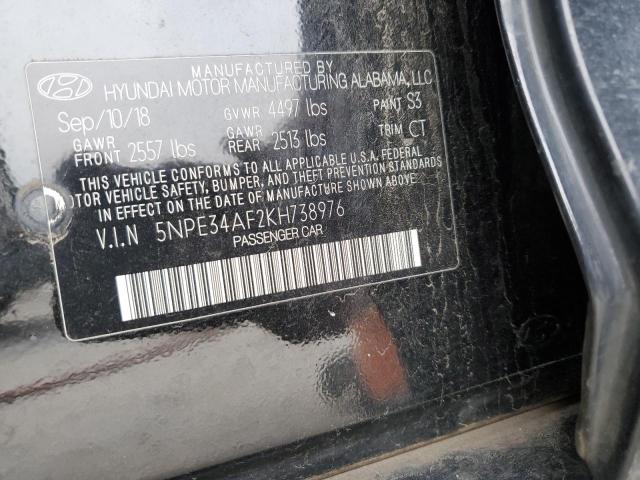 MANUFACTURED BY
HYUNDAI MOTOR MANUFACTURING ALABAMA, LLC
Sep/10/18 GVWR 4497 lbs PAINT S3
GAWR FRONT 2557 lbs GAWR REAR 2513 lbs TRIM CT
THIS VEHICLE CONFORMS TO ALL APPLICABLE U.S.A. FEDERAL
MOTOR VEHICLE SAFETY, BUMPER, AND THEFT PREVENTION STANDARDS
IN EFFECT ON THE DATE OF MANUFACTURE SHOWN ABOVE.
V.I.N 5NPE34AF2KH738976
PASSENGER CAR